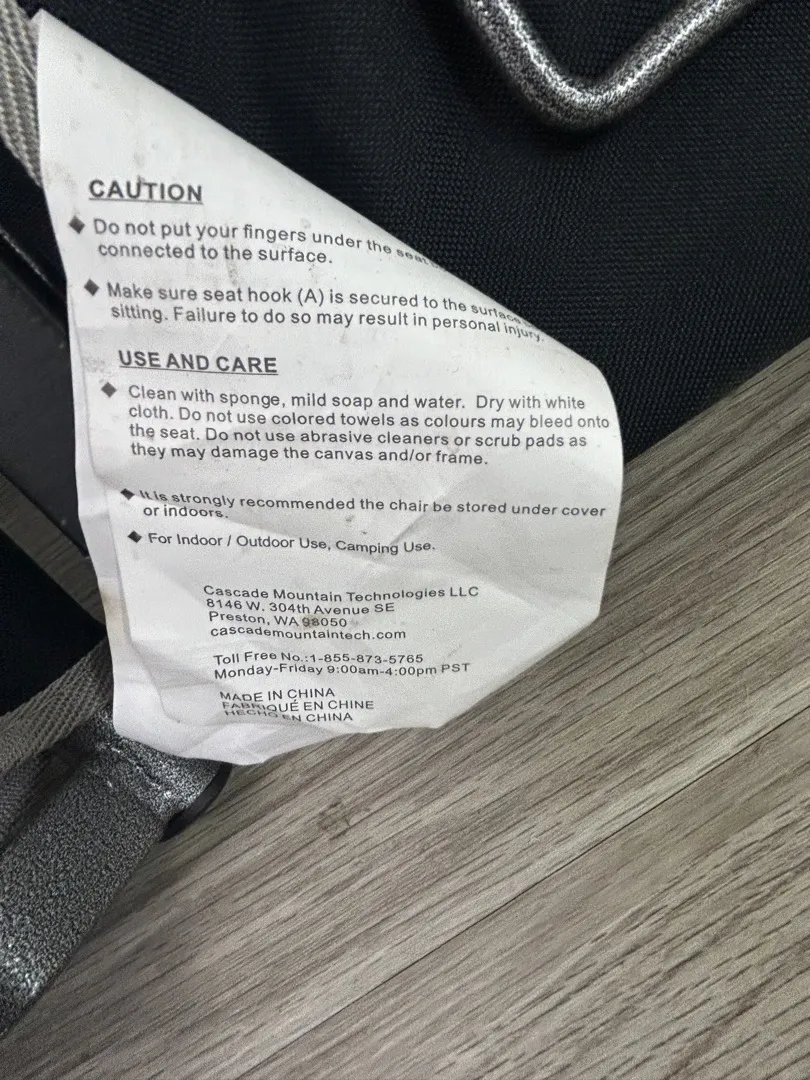 CAUTION
◆ Do not put your fingers under the seat
connected to the surface.
◆ Make sure seat hook (A) is secured to the surface
sitting. Failure to do so may result in personal injury.
USE AND CARE
◆ Clean with sponge, mild soap and water. Dry with white
cloth. Do not use colored towels as colours may bleed onto
the seat. Do not use abrasive cleaners or scrub pads as
they may damage the canvas and/or frame.
◆ It is strongly recommended the chair be stored under cover
or indoors.
◆ For Indoor / Outdoor Use, Camping Use.
Cascade Mountain Technologies LLC
8146 W. 304th Avenue SE
Preston, WA 98050
cascademountaintech.com
Toll Free No.:1-855-873-5765
Monday-Friday 9:00am-4:00pm PST
MADE IN CHINA
FABRIQUÉ EN CHINE
HECHO EN CHINA